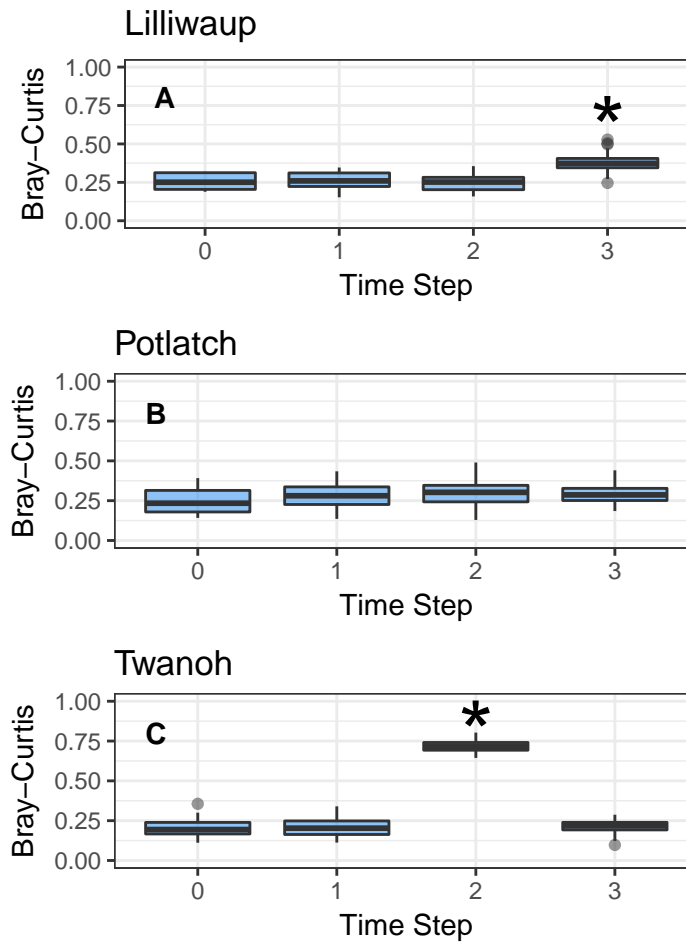 Lilliwaup
Bray−Curtis
1.00
0.75
0.50
0.25
0.00
A
*
0 1 2 3
Time Step
Potlatch
Bray−Curtis
1.00
0.75
0.50
0.25
0.00
B
0 1 2 3
Time Step
Twanoh
Bray−Curtis
1.00
0.75
0.50
0.25
0.00
C
*
0 1 2 3
Time Step